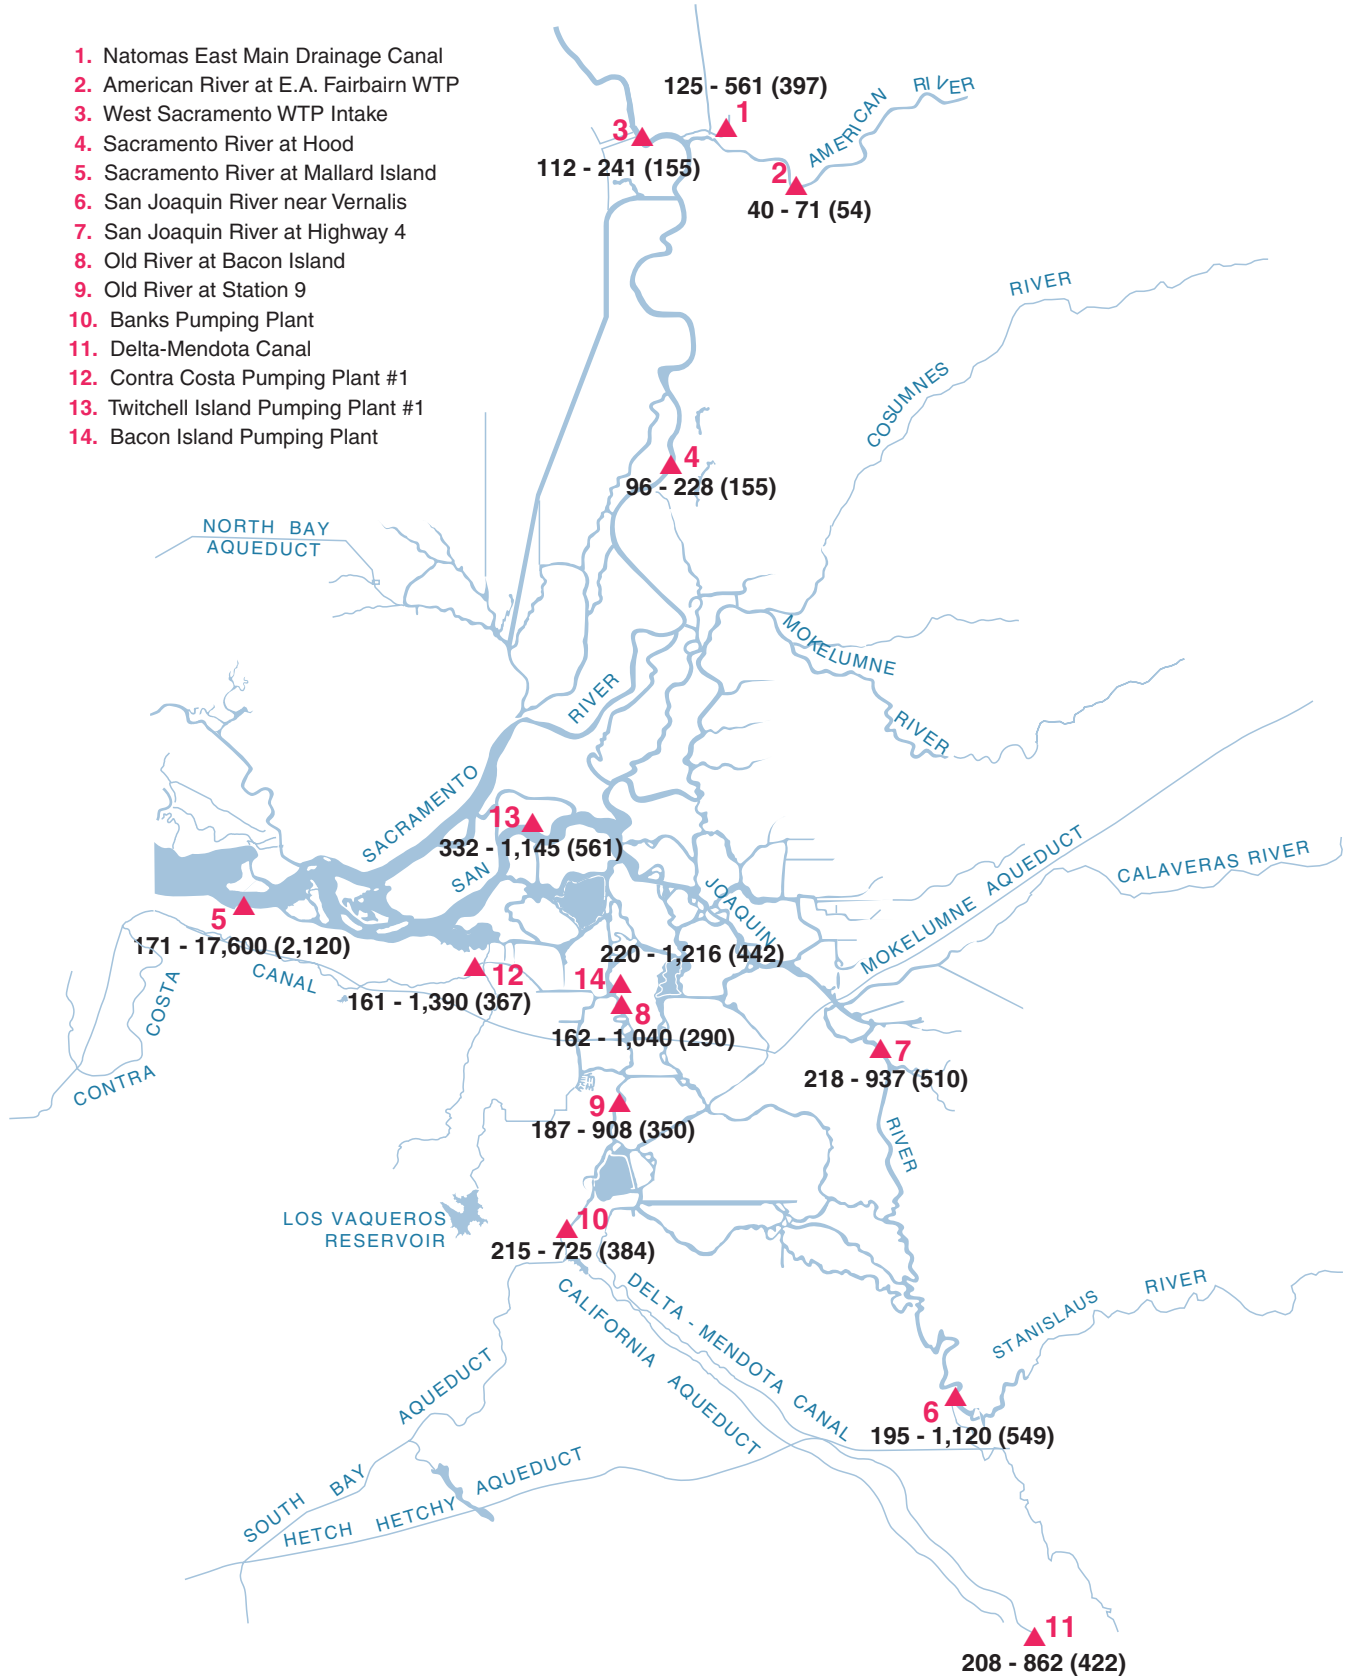 1. Natomas East Main Drainage Canal
2. American River at E.A. Fairbairn WTP
3. West Sacramento WTP Intake
4. Sacramento River at Hood
5. Sacramento River at Mallard Island
6. San Joaquin River near Vernalis
7. San Joaquin River at Highway 4
8. Old River at Bacon Island
9. Old River at Station 9
10. Banks Pumping Plant
11. Delta-Mendota Canal
12. Contra Costa Pumping Plant #1
13. Twitchell Island Pumping Plant #1
14. Bacon Island Pumping Plant
125 - 561 (397)
1
AMERICAN RIVER
3
112 - 241 (155)
2
40 - 71 (54)
COSUMNES RIVER
4
96 - 228 (155)
NORTH BAY
AQUEDUCT
MOKELUMNE
RIVER
SACRAMENTO RIVER
13
332 - 1,145 (561)
SAN JOAQUIN
MOKELUMNE AQUEDUCT
CALAVERAS RIVER
5
171 - 17,600 (2,120)
220 - 1,216 (442)
CONTRA COSTA CANAL
12
161 - 1,390 (367)
14
8
162 - 1,040 (290)
7
218 - 937 (510)
9
187 - 908 (350)
RIVER
LOS VAQUEROS
RESERVOIR
10
215 - 725 (384)
DELTA - MENDOTA CANAL
CALIFORNIA AQUEDUCT
STANISLAUS RIVER
6
195 - 1,120 (549)
SOUTH BAY AQUEDUCT
HETCH HETCHY AQUEDUCT
11
208 - 862 (422)